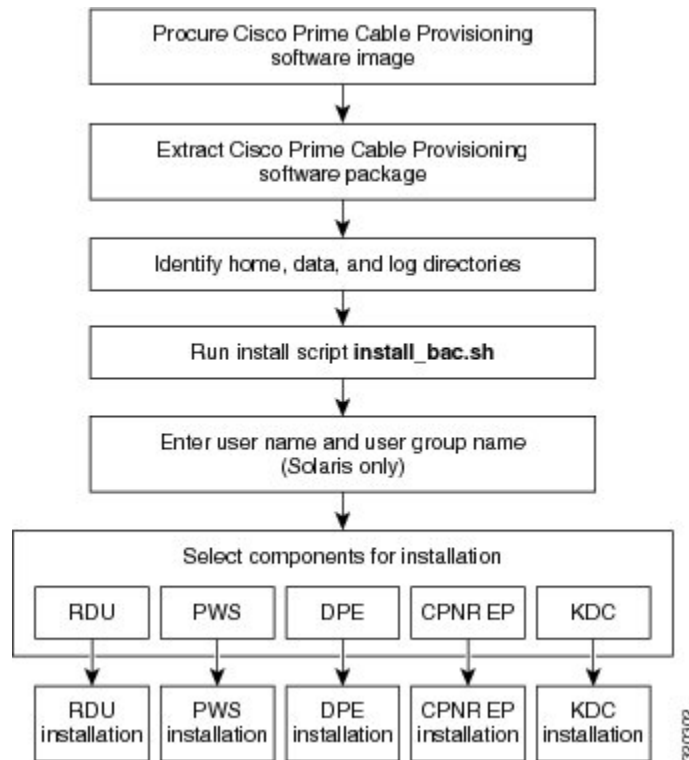 Procure Cisco Prime Cable Provisioning
software image
Extract Cisco Prime Cable Provisioning
software package
Identify home, data, and log directories
Run install script install_bac.sh
Enter user name and user group name
(Solaris only)
Select components for installation
RDU PWS DPE CPNR EP KDC
RDU installation
PWS installation
DPE installation
CPNR EP installation
KDC installation